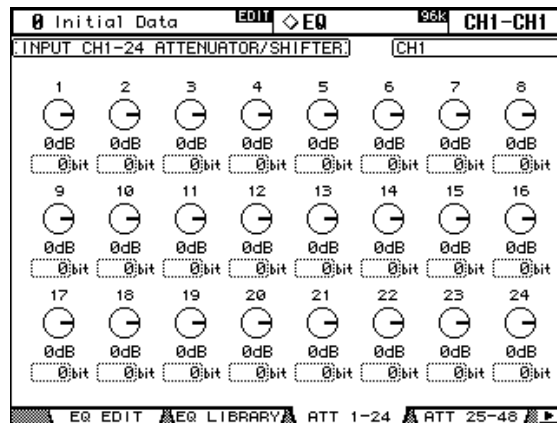 0 Initial Data EDIT ◇EQ 96k CH1-CH1
INPUT CH1-24 ATTENUATOR/SHIFTER CH1
1 2 3 4 5 6 7 8
0dB 0dB 0dB 0dB 0dB 0dB 0dB 0dB
0bit 0bit 0bit 0bit 0bit 0bit 0bit 0bit
9 10 11 12 13 14 15 16
0dB 0dB 0dB 0dB 0dB 0dB 0dB 0dB
0bit 0bit 0bit 0bit 0bit 0bit 0bit 0bit
17 18 19 20 21 22 23 24
0dB 0dB 0dB 0dB 0dB 0dB 0dB 0dB
0bit 0bit 0bit 0bit 0bit 0bit 0bit 0bit
EQ EDIT EQ LIBRARY ATT 1-24 ATT 25-48